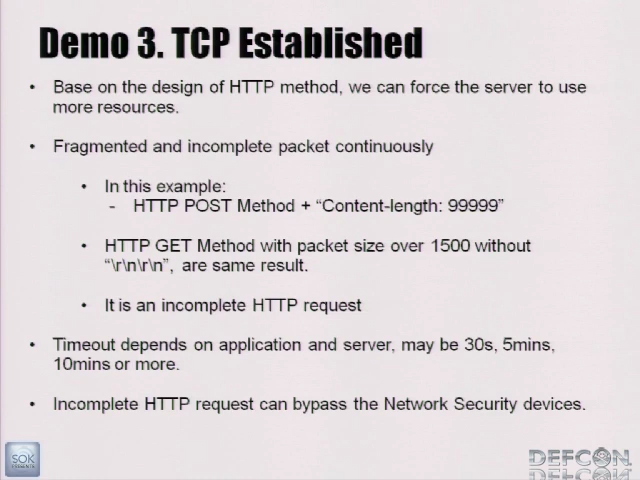 Demo 3. TCP Established
• Base on the design of HTTP method, we can force the server to use
more resources.
• Fragmented and incomplete packet continuously
• In this example:
- HTTP POST Method + “Content-length: 99999”
• HTTP GET Method with packet size over 1500 without
“\r\n\r\n”, are same result.
• It is an incomplete HTTP request
• Timeout depends on application and server, may be 30s, 5mins,
10mins or more.
• Incomplete HTTP request can bypass the Network Security devices.
SOK
PRESENTS
DEFCON